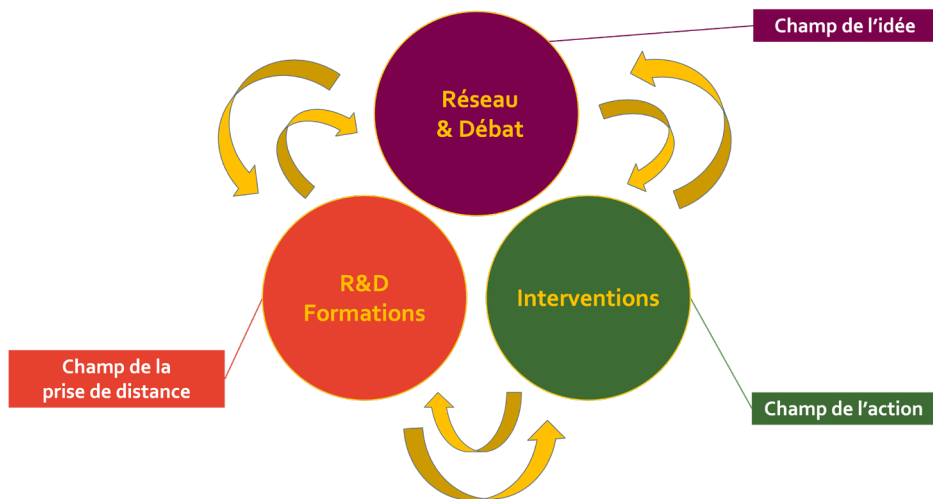 Champ de l'idée
Réseau
& Débat
R&D
Formations
Interventions
Champ de la
prise de distance
Champ de l'action